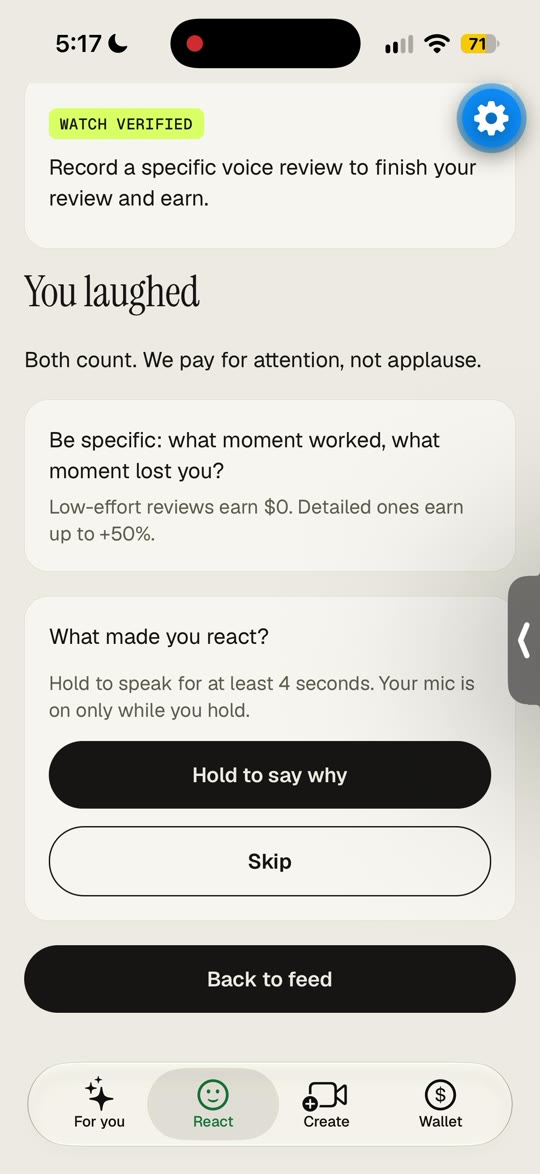 5:17
71
WATCH VERIFIED
Record a specific voice review to finish your
review and earn.
You laughed
Both count. We pay for attention, not applause.
Be specific: what moment worked, what
moment lost you?
Low-effort reviews earn $0. Detailed ones earn
up to +50%.
What made you react?
Hold to speak for at least 4 seconds. Your mic is
on only while you hold.
Hold to say why
Skip
Back to feed
For you
React
Create
$
Wallet